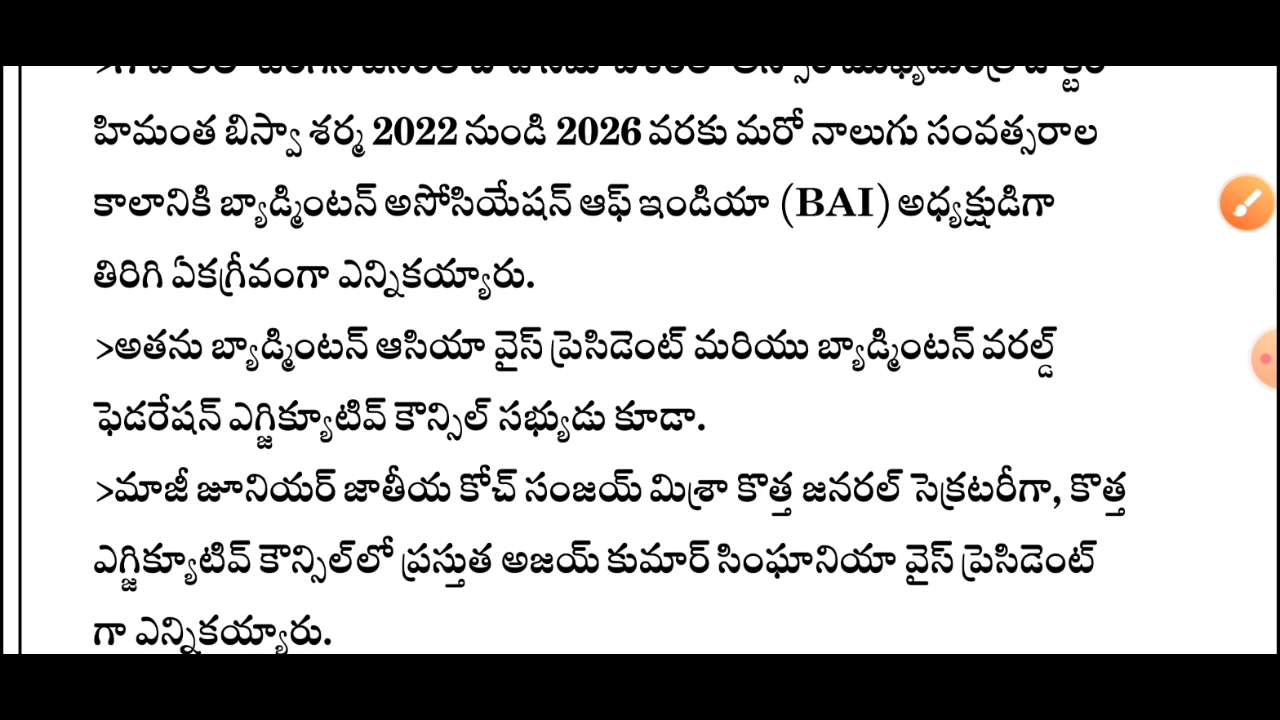 హిమంత బిస్వా శర్మ 2022 నుండి 2026 వరకు మరో నాలుగు సంవత్సరాల
కాలానికి బ్యాడ్మింటన్ అసోసియేషన్ ఆఫ్ ఇండియా (BAI) అధ్యక్షుడిగా
తిరిగి ఏకగ్రీవంగా ఎన్నికయ్యారు.
>అతను బ్యాడ్మింటన్ ఆసియా వైస్ ప్రెసిడెంట్ మరియు బ్యాడ్మింటన్ వరల్డ్
ఫెడరేషన్ ఎగ్జిక్యూటివ్ కౌన్సిల్ సభ్యుడు కూడా.
>మాజీ జూనియర్ జాతీయ కోచ్ సంజయ్ మిశ్రా కొత్త జనరల్ సెక్రటరీగా, కొత్త
ఎగ్జిక్యూటివ్ కౌన్సిల్‌లో ప్రస్తుత అజయ్ కుమార్ సింఘానియా వైస్ ప్రెసిడెంట్
గా ఎన్నికయ్యారు.